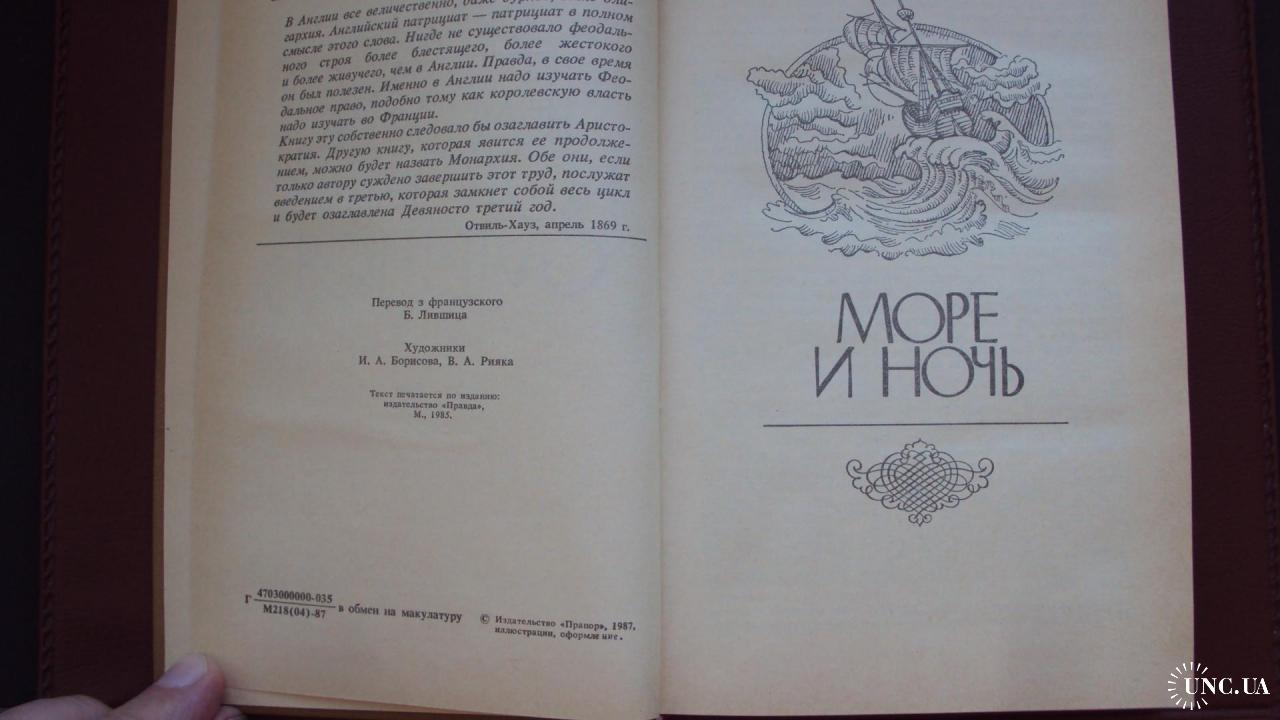 В Англии все величественно, даже
гархия. Английский патрициат — патрициат в полном
смысле этого слова. Нигде не существовало феодаль-
ного строя более блестящего, более жестокого
и более живучего, чем в Англии. Правда, в свое время
он был полезен. Именно в Англии надо изучать Фео-
дальное право, подобно тому как королевскую власть
надо изучать во Франции.
Книгу эту собственно следовало бы озаглавить Аристо-
кратия. Другую книгу, которая явится ее продолже-
нием, можно будет назвать Монархия. Обе они, если
только автору суждено завершить этот труд, послужат
введением в третью, которая замкнет собой весь цикл
и будет озаглавлена Девяносто третий год.
Отвиль-Хауз, апрель 1869 г.
Перевод з французского
Б. Лившица
Художники
И. А. Борисова, В. А. Рияка
Текст печатается по изданию:
издательство «Правда»,
М., 1985.
Г 4703000000-035
М218(04)-87 в обмен на макулатуру
© Издательство «Прапор», 1987,
иллюстрации, оформление.
МОРЕ
И НОЧЬ
UNC.UA